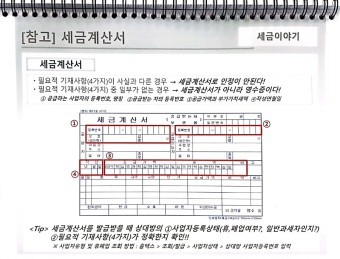 [참고] 세금계산서
세금이야기
세금계산서
· 필요적 기재사항(4가지)이 사실과 다른 경우 → 세금계산서로 인정이 안된다!
· 필요적 기재사항(4가지) 중 일부가 없는 경우 → 세금계산서가 아니라 영수증이다!
① 공급하는 사업자의 등록번호, 명칭 ②공급받는 자의 등록번호 ③공급가액과 부가가치세액 ④작성연월일
①
세금계산서
②
등록번호
등록번호
③
④
<Tip> 세금계산서를 발급받을 때 상대방의 ①사업자등록상태(휴,폐업여부?, 일반과세자인지?)
②필요적 기재사항(4가지)가 정확한지 확인!!
※ 사업자유형 및 휴폐업 조회 방법 : 홈택스 > 조회/발급 > 사업자상태 > 상대방 사업자등록번호 입력